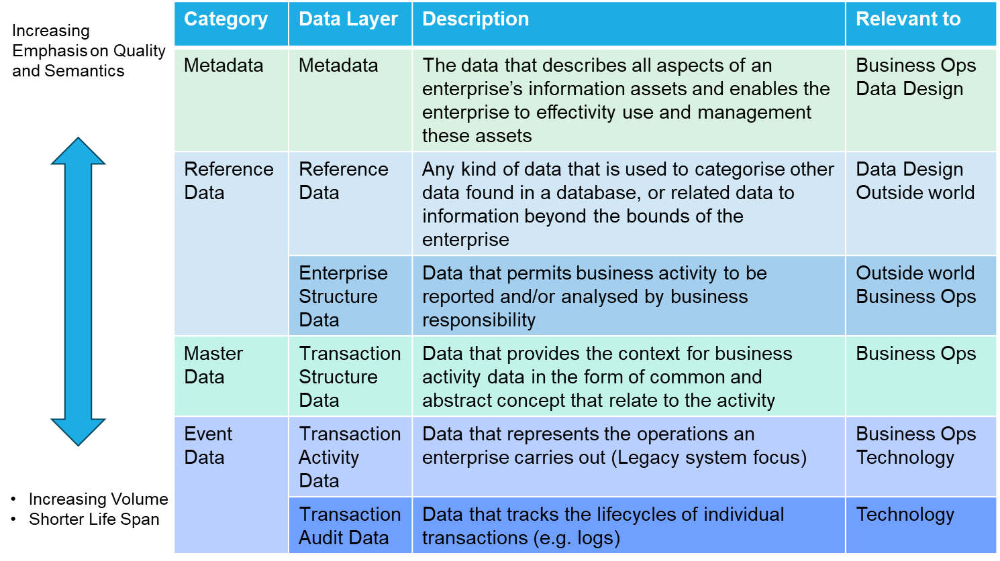 Increasing
Emphasis on Quality
and Semantics
• Increasing Volume
• Shorter Life Span
Category
Data Layer
Description
Relevant to
Metadata
Metadata
The data that describes all aspects of an
enterprise’s information assets and enables the
enterprise to effectivity use and management
these assets
Business Ops
Data Design
Reference
Data
Reference
Data
Any kind of data that is used to categorise other
data found in a database, or related data to
information beyond the bounds of the
enterprise
Data Design
Outside world
Enterprise
Structure
Data
Data that permits business activity to be
reported and/or analysed by business
responsibility
Outside world
Business Ops
Master
Data
Transaction
Structure
Data
Data that provides the context for business
activity data in the form of common and
abstract concept that relate to the activity
Business Ops
Event
Data
Transaction
Activity
Data
Data that represents the operations an
enterprise carries out (Legacy system focus)
Business Ops
Technology
Transaction
Audit Data
Data that tracks the lifecycles of individual
transactions (e.g. logs)
Technology